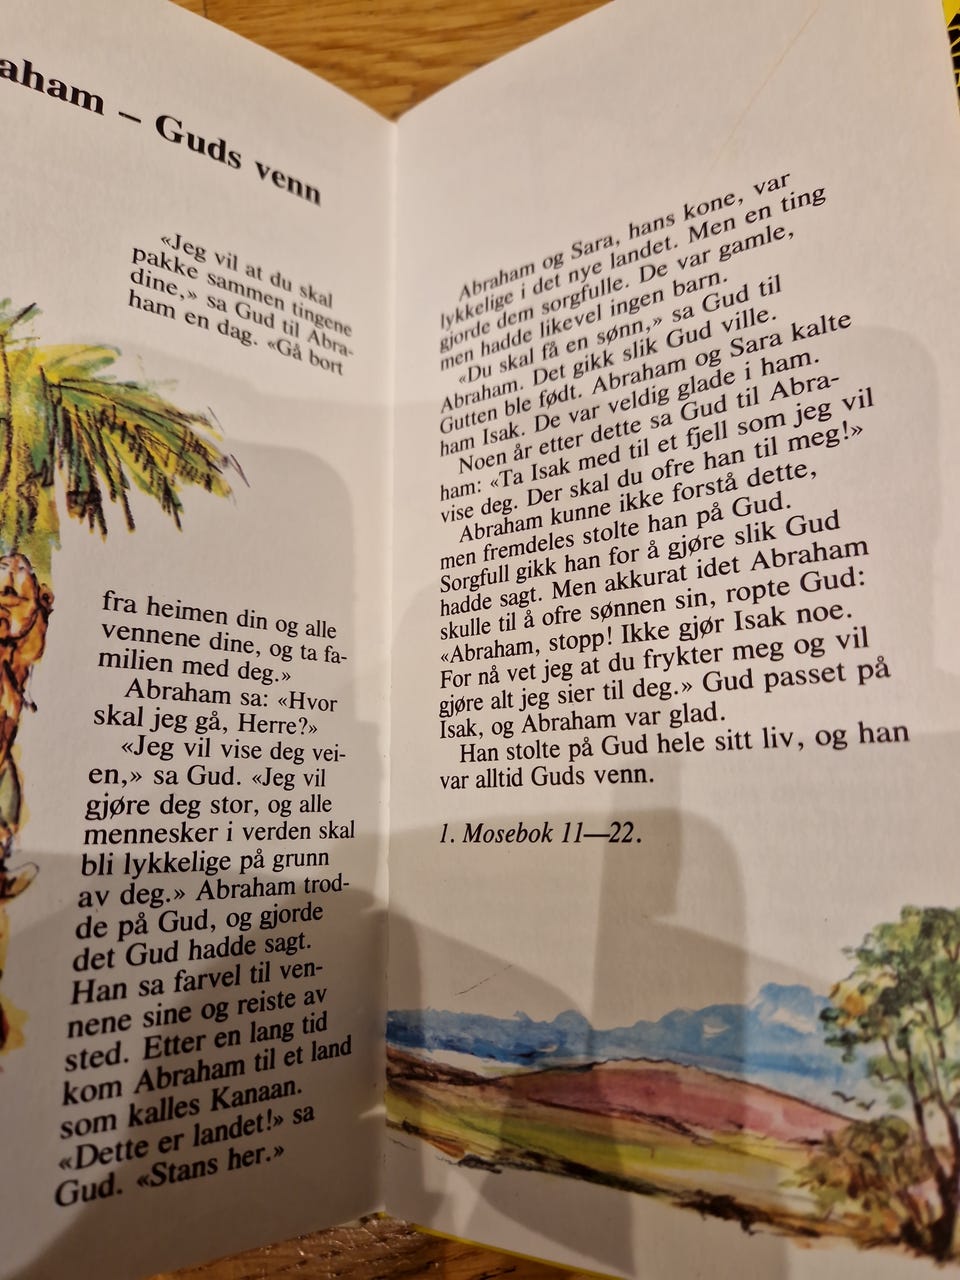 aham – Guds venn
«Jeg vil at du skal
pakke sammen tingene
dine,» sa Gud til Abra-
ham en dag. «Gå bort
fra heimen din og alle
vennene dine, og ta fa-
milien med deg.»
Abraham sa: «Hvor
skal jeg gå, Herre?»
«Jeg vil vise deg vei-
en,» sa Gud. «Jeg vil
gjøre deg stor, og alle
mennesker i verden skal
bli lykkelige på grunn
av deg.» Abraham trod-
de på Gud, og gjorde
det Gud hadde sagt.
Han sa farvel til ven-
nene sine og reiste av
sted. Etter en lang tid
kom Abraham til et land
som kalles Kanaan.
«Dette er landet!» sa
Gud. «Stans her.»
Abraham og Sara, hans kone, var
lykkelige i det nye landet. Men en ting
gjorde dem sorgfulle. De var gamle,
men hadde likevel ingen barn.
«Du skal få en sønn,» sa Gud til
Abraham. Det gikk slik Gud ville.
Gutten ble født. Abraham og Sara kalte
ham Isak. De var veldig glade i ham.
Noen år etter dette sa Gud til Abra-
ham: «Ta Isak med til et fjell som jeg vil
vise deg. Der skal du ofre han til meg!»
Abraham kunne ikke forstå dette,
men fremdeles stolte han på Gud.
Sorgfull gikk han for å gjøre slik Gud
hadde sagt. Men akkurat idet Abraham
skulle til å ofre sønnen sin, ropte Gud:
«Abraham, stopp! Ikke gjør Isak noe.
For nå vet jeg at du frykter meg og vil
gjøre alt jeg sier til deg.» Gud passet på
Isak, og Abraham var glad.
Han stolte på Gud hele sitt liv, og han
var alltid Guds venn.
1. Mosebok 11—22.